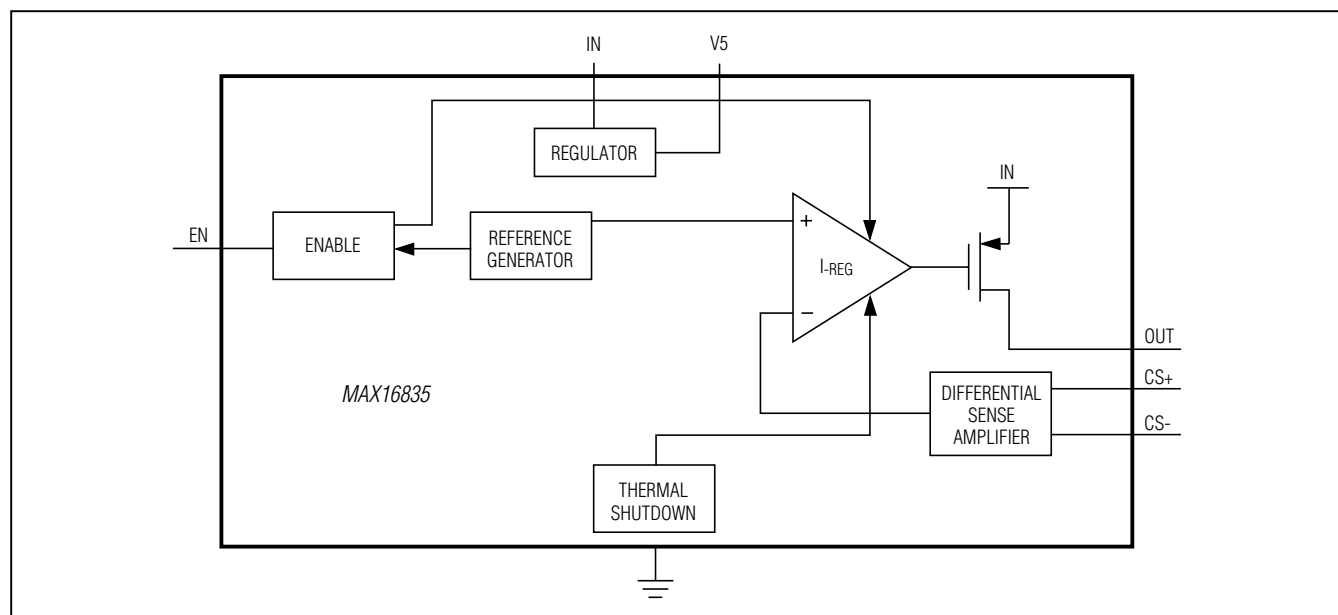 IN
V5
REGULATOR
IN
EN
ENABLE
REFERENCE
GENERATOR
+
I-REG
−
OUT
CS+
CS-
DIFFERENTIAL
SENSE
AMPLIFIER
MAX16835
THERMAL
SHUTDOWN